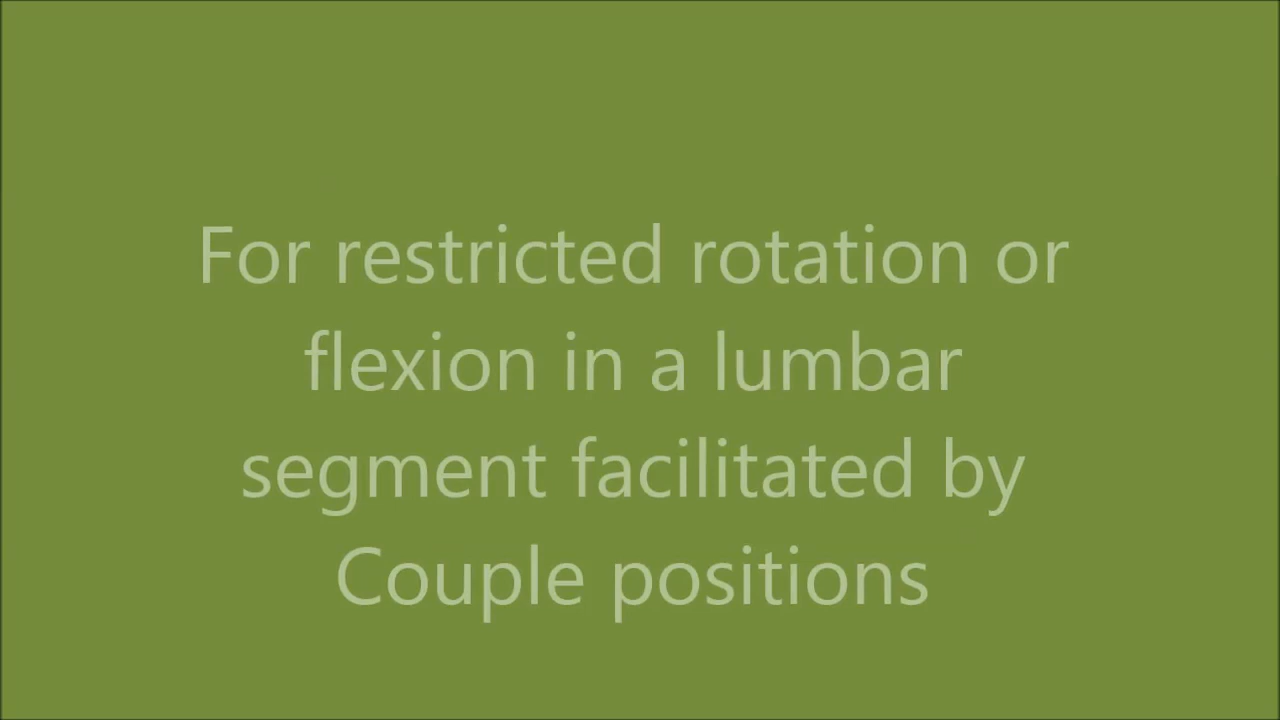 For restricted rotation or
flexion in a lumbar
segment facilitated by
Couple positions